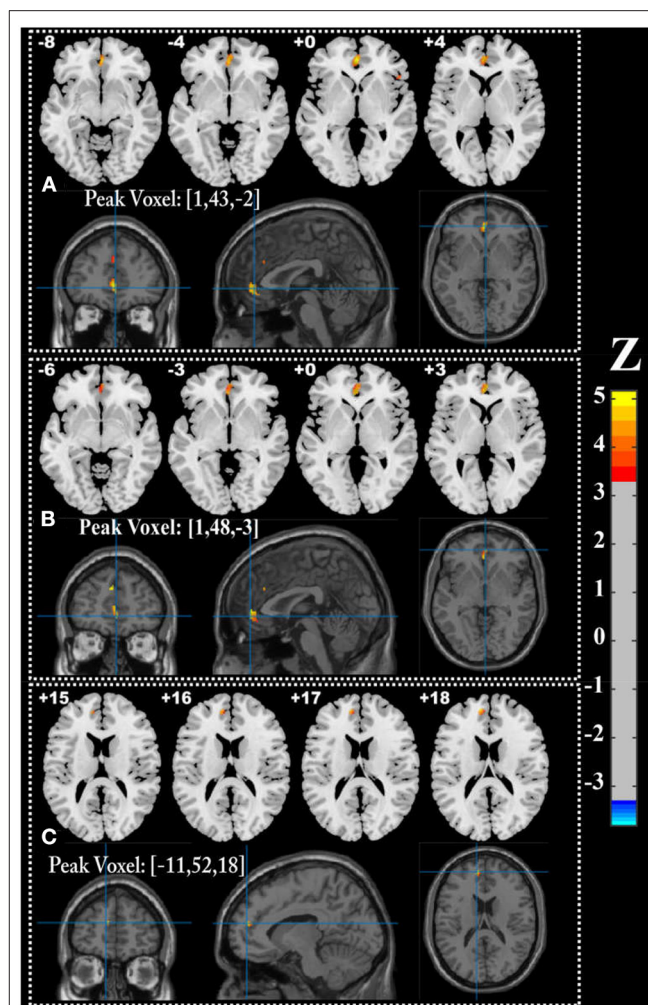 -8 -4 +0 +4
A
Peak Voxel: [1,43,-2]
-6 -3 +0 +3
B
Peak Voxel: [1,48,-3]
+15 +16 +17 +18
C
Peak Voxel: [-11,52,18]
Z
5
4
3
2
1
0
-1
-2
-3